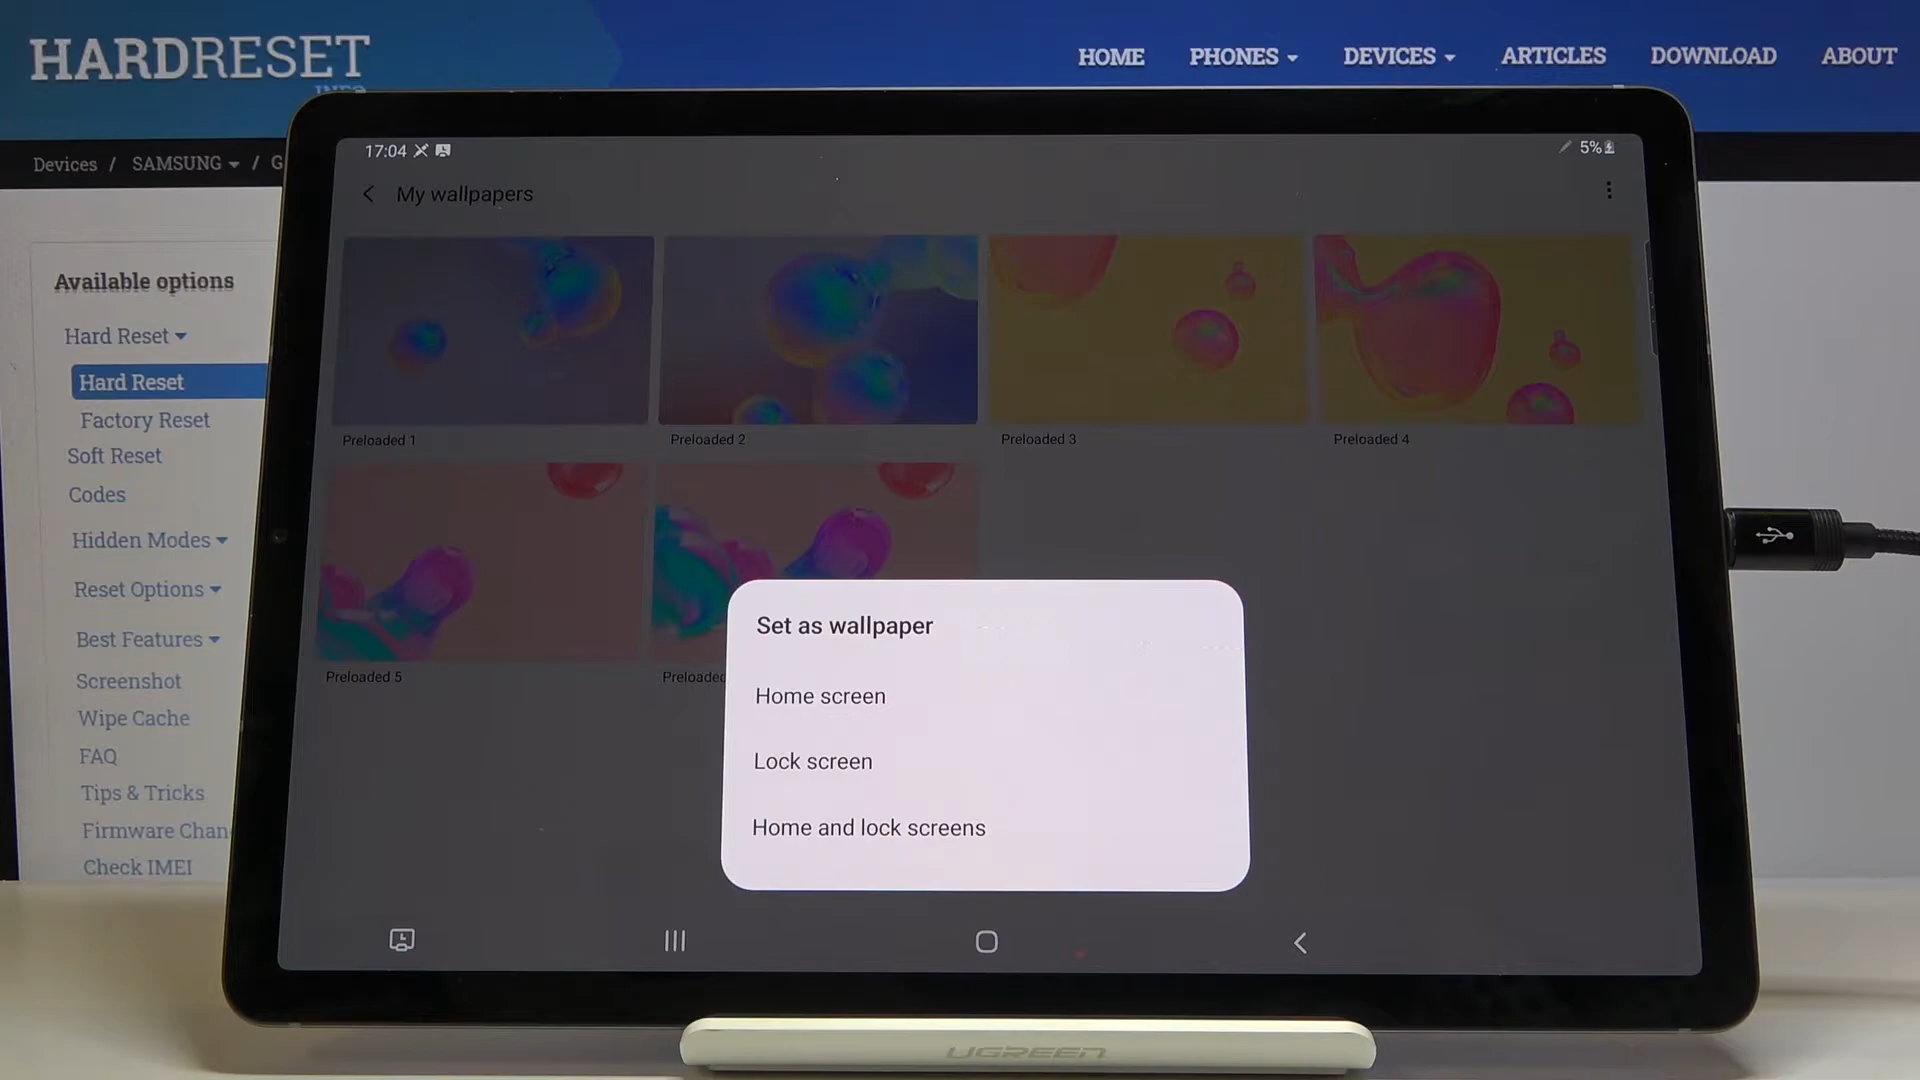 HARDRESET
HOME PHONES DEVICES ARTICLES DOWNLOAD ABOUT
Devices / SAMSUNG / G
Available options
Hard Reset
Hard Reset
Factory Reset
Soft Reset
Codes
Hidden Modes
Reset Options
Best Features
Screenshot
Wipe Cache
FAQ
Tips & Tricks
Firmware Chan
Check IMEI
17:04
5%
My wallpapers
Preloaded 1
Preloaded 2
Preloaded 3
Preloaded 4
Preloaded 5
Preloaded
Set as wallpaper
Home screen
Lock screen
Home and lock screens
UGREEN